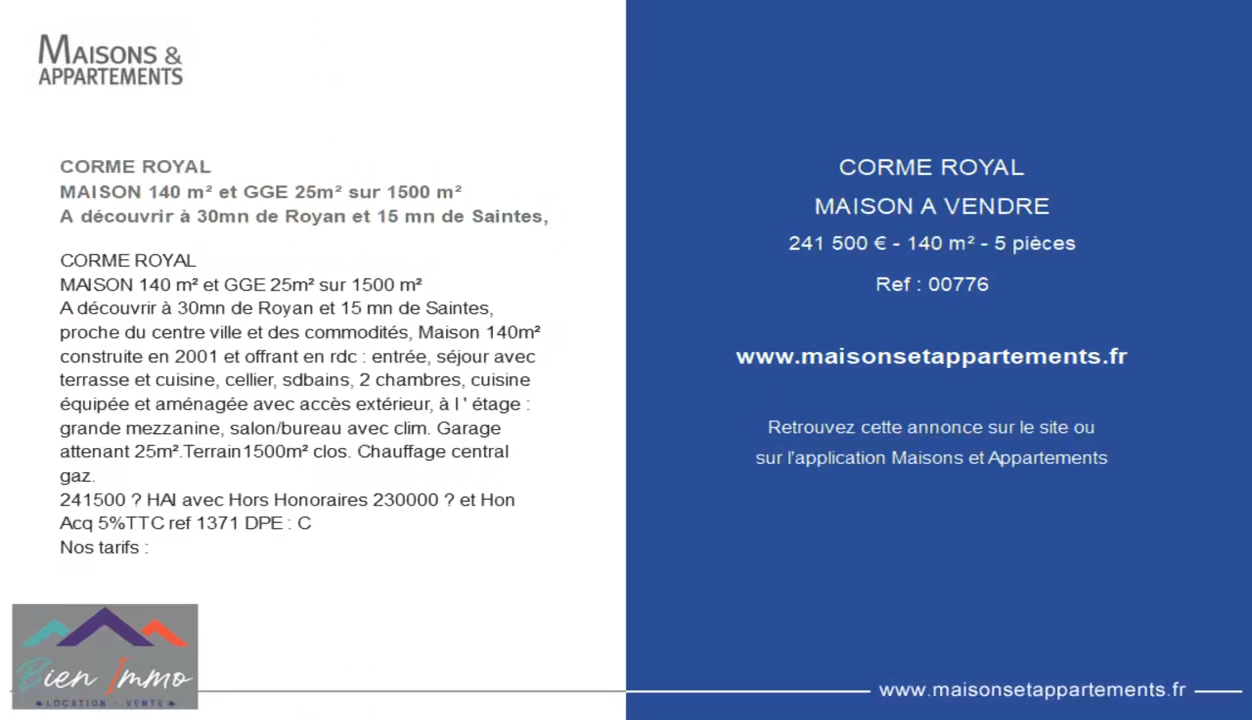 MAISONS &
APPARTEMENTS
CORME ROYAL
MAISON 140 m² et GGE 25m² sur 1500 m²
A découvrir à 30mn de Royan et 15 mn de Saintes,
CORME ROYAL
MAISON 140 m² et GGE 25m² sur 1500 m²
A découvrir à 30mn de Royan et 15 mn de Saintes,
proche du centre ville et des commodités, Maison 140m²
construite en 2001 et offrant en rdc : entrée, séjour avec
terrasse et cuisine, cellier, sdbains, 2 chambres, cuisine
équipée et aménagée avec accès extérieur, à l ' étage :
grande mezzanine, salon/bureau avec clim. Garage
attenant 25m².Terrain1500m² clos. Chauffage central
gaz.
241500 ? HAI avec Hors Honoraires 230000 ? et Hon
Acq 5%TTC ref 1371 DPE : C
Nos tarifs :
Bien Immo
LOCATION - VENTE
CORME ROYAL
MAISON A VENDRE
241 500 € - 140 m² - 5 pièces
Ref : 00776
www.maisonsetappartements.fr
Retrouvez cette annonce sur le site ou
sur l'application Maisons et Appartements
www.maisonsetappartements.fr